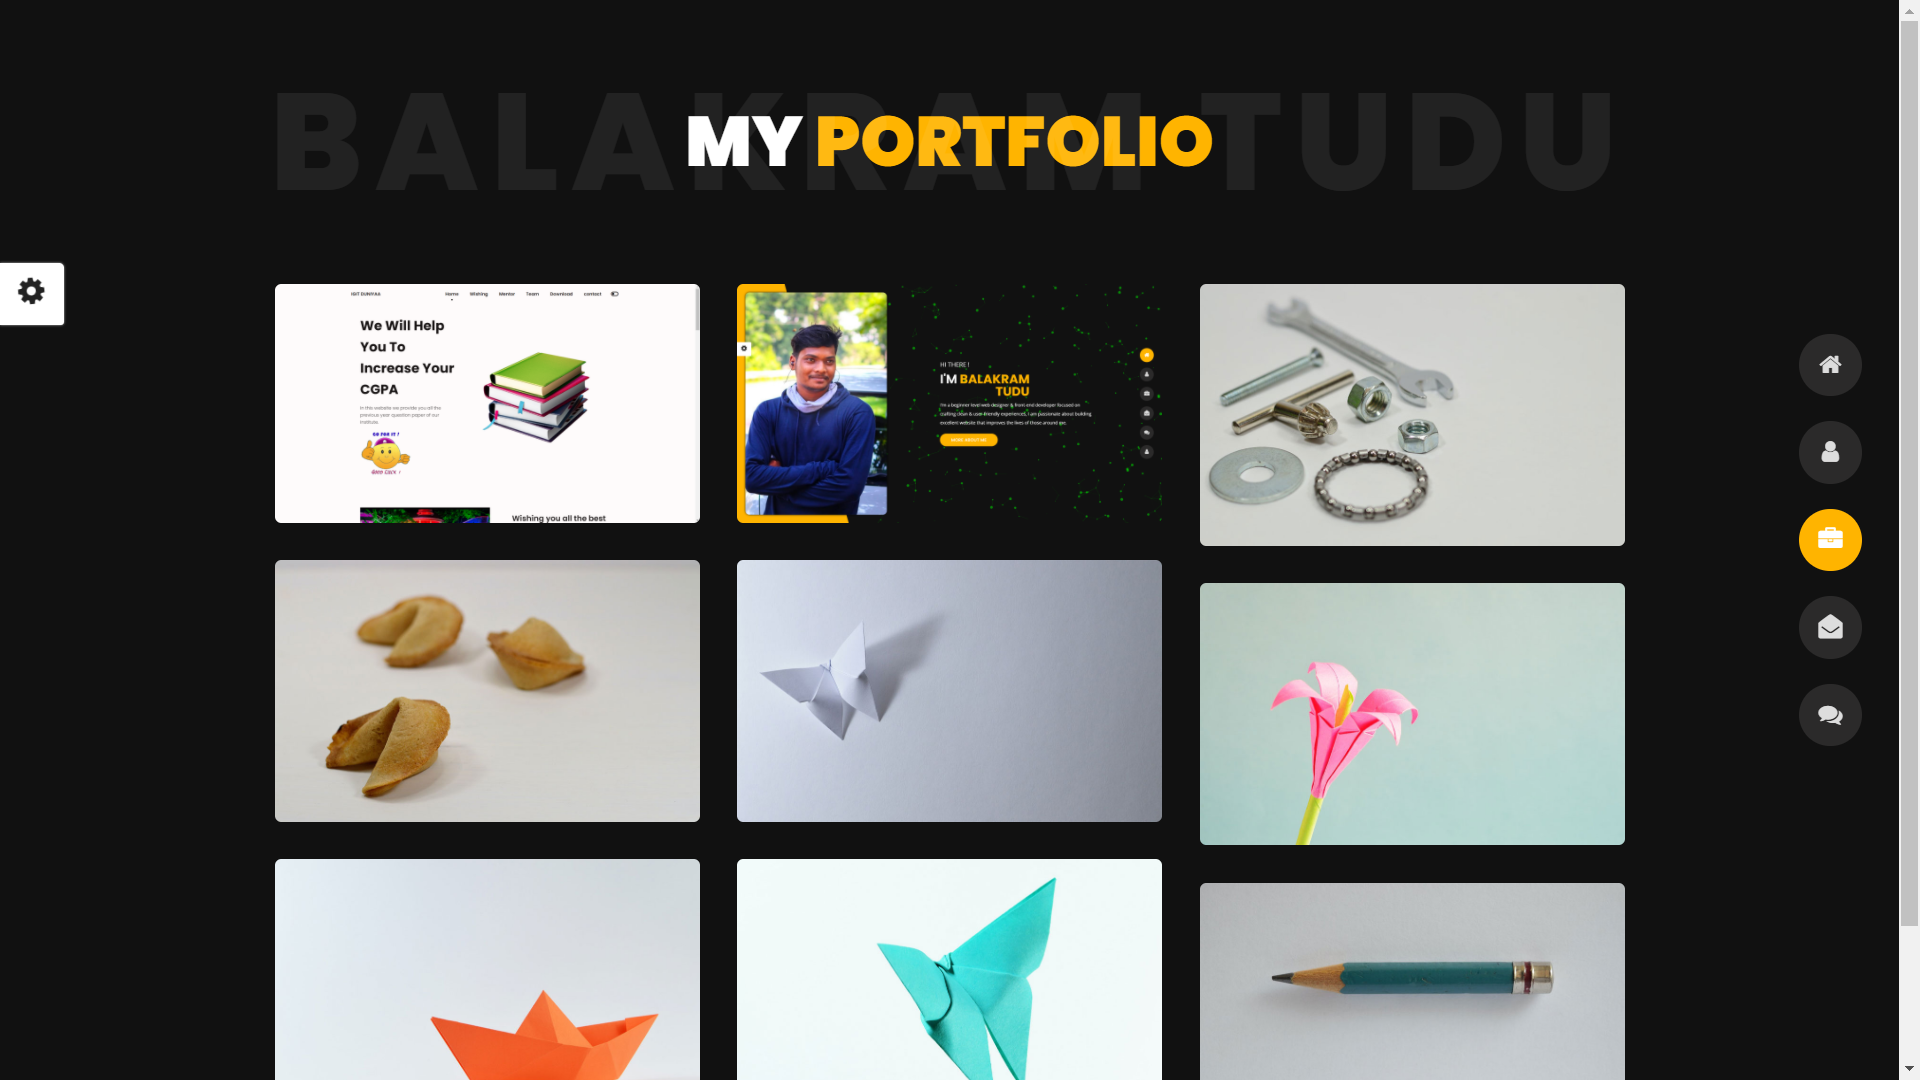 BALAKRAM TUDU
MY PORTFOLIO
IGIT DUNIYAA
Home Wishing Mentor Team Download contact
We Will Help
You To
Increase Your
CGPA
In this website we provide you all the
previous year question paper of our
institute.
GO FOR IT !
GOOD LUCK !
Wishing you all the best
HI THERE !
I'M BALAKRAM
TUDU
I'm a beginner level web designer & front end developer focused on
crafting clean & user-friendly experiences, I am passionate about building
excellent website that improves the lives of those around me.
MORE ABOUT ME